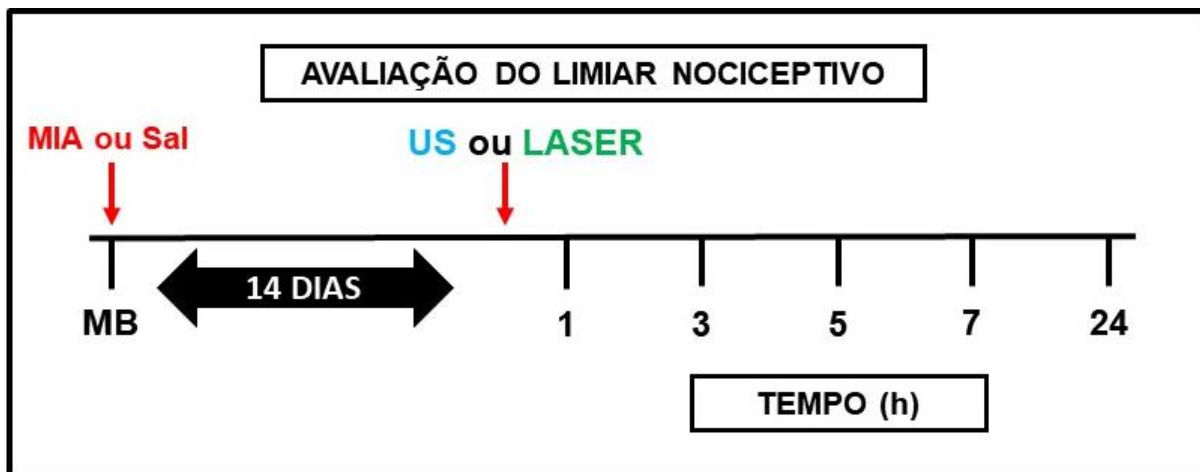 AVALIAÇÃO DO LIMIAR NOCICEPTIVO
MIA ou Sal
US ou LASER
14 DIAS
MB
1
3
5
7
24
TEMPO (h)